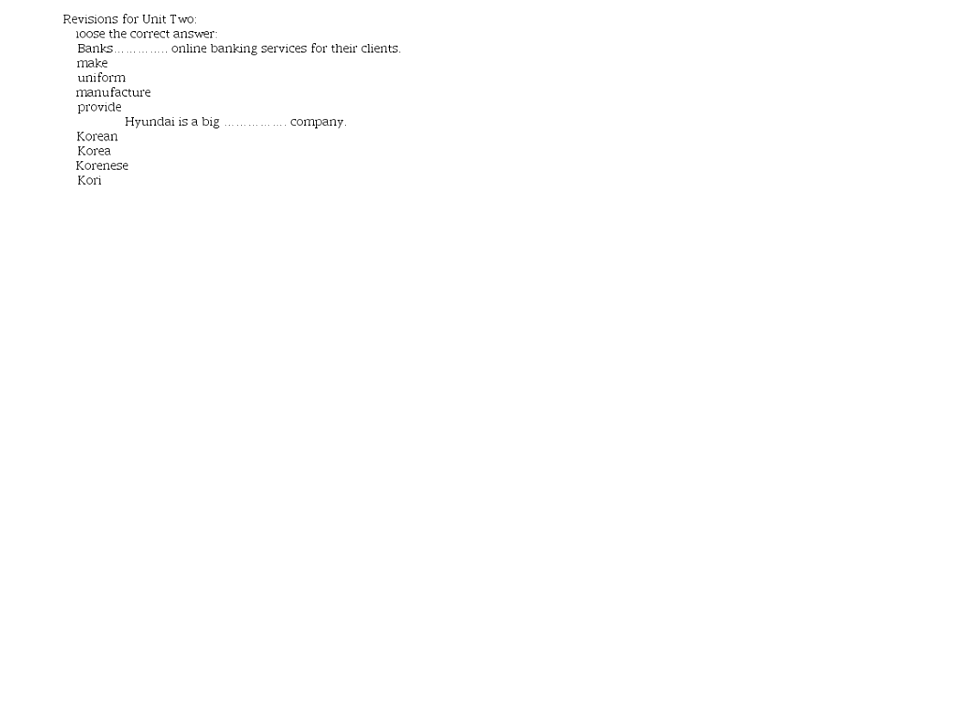 Revisions for Unit Two:
oose the correct answer:
Banks………….. online banking services for their clients.
make
uniform
manufacture
provide
Hyundai is a big ……………. company.
Korean
Korea
Korenese
Kori